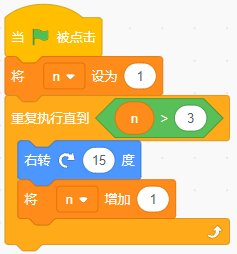 当 被点击
将 n 设为 1
重复执行直到 n > 3
右转 15 度
将 n 增加 1